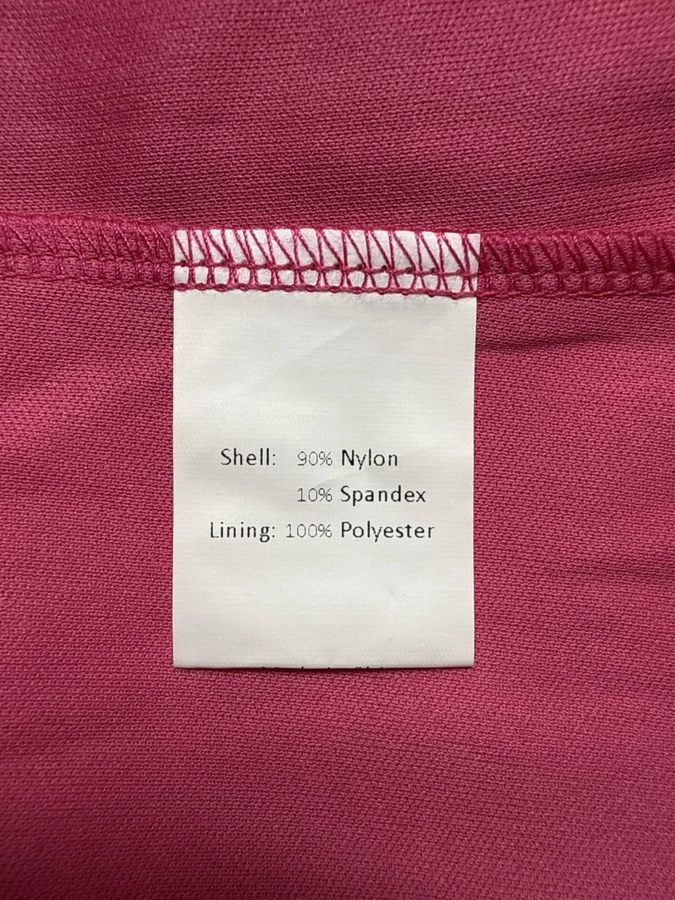 Shell: 90% Nylon
10% Spandex
Lining: 100% Polyester